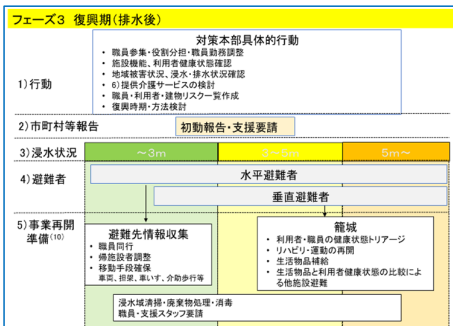 フェーズ3 復興期(排水後)
対策本部具体的行動
・ 職員参集・役割分担・職員勤務調整
・ 施設機能、利用者健康状態確認
・ 地域被害状況、浸水・排水状況確認
・ 6)提供介護サービスの検討
・ 職員・利用者・建物リスク一覧作成
・ 復興時期・方法検討
1)行動
2)市町村等報告
初動報告・支援要請
3)浸水状況
~3m
3~5m
5m~
4)避難者
水平避難者
垂直避難者
5)事業再開
準備(10)
避難先情報収集
・ 職員同行
・ 帰施設者調整
・ 移動手段確保
車両、担架、車いす、介助歩行等
籠城
・ 利用者・職員の健康状態トリアージ
・ リハビリ・運動の再開
・ 生活物品補給
・ 生活物品と利用者健康状態の比較によ
る他施設避難
浸水域清掃・廃棄物処理・消毒
職員・支援スタッフ要請